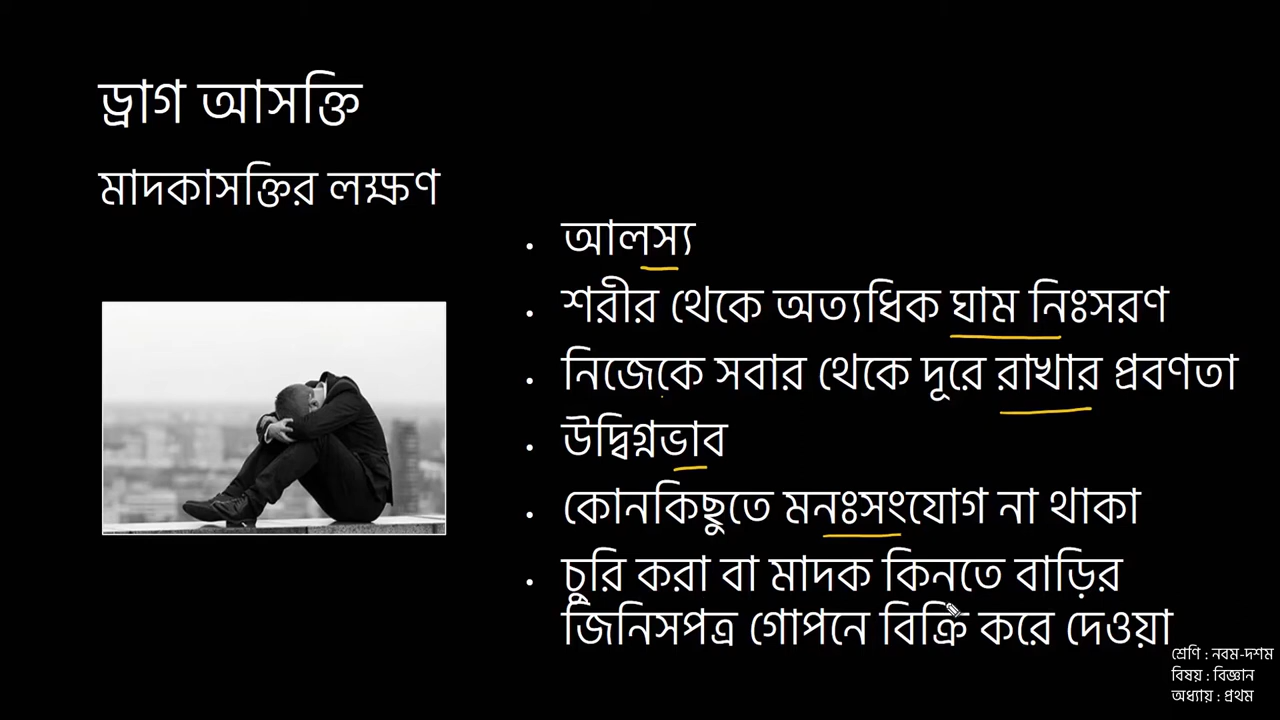 ড্রাগ আসক্তি
মাদকাসক্তির লক্ষণ
• আলস্য
• শরীর থেকে অত্যধিক ঘাম নিঃসরণ
• নিজেকে সবার থেকে দূরে রাখার প্রবণতা
• উদ্বিগ্নভাব
• কোনকিছুতে মনঃসংযোগ না থাকা
• চুরি করা বা মাদক কিনতে বাড়ির
জিনিসপত্র গোপনে বিক্রি করে দেওয়া
শ্রেণি : নবম-দশম
বিষয় : বিজ্ঞান
অধ্যায় : প্রথম